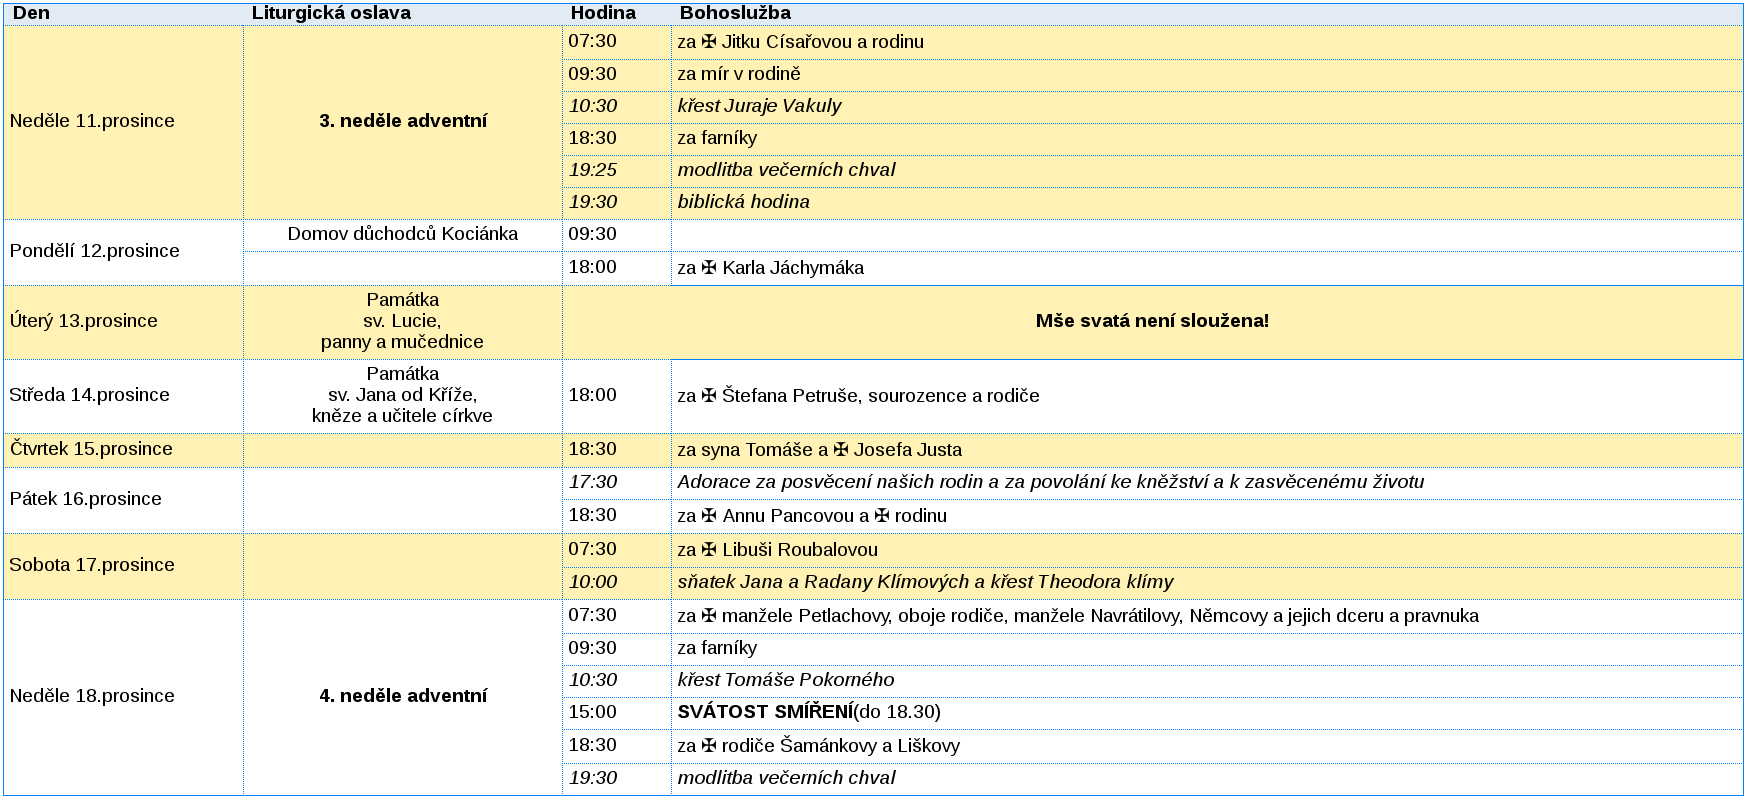 Den Liturgická oslava Hodina Bohoslužba
Neděle 11.prosince 3. neděle adventní 07:30 za ✠ Jitku Císařovou a rodinu
09:30 za mír v rodině
10:30 křest Juraje Vakuly
18:30 za farníky
19:25 modlitba večerních chval
19:30 biblická hodina
Pondělí 12.prosince Domov důchodců Kociánka 09:30
18:00 za ✠ Karla Jáchymáka
Úterý 13.prosince Památka
sv. Lucie,
panny a mučednice
Mše svatá není sloužena!
Středa 14.prosince Památka
sv. Jana od Kříže,
kněze a učitele církve
18:00 za ✠ Štefana Petruše, sourozence a rodiče
Čtvrtek 15.prosince 18:30 za syna Tomáše a ✠ Josefa Justa
Pátek 16.prosince 17:30 Adorace za posvěcení našich rodin a za povolání ke kněžství a k zasvěcenému životu
18:30 za ✠ Annu Pancovou a ✠ rodinu
Sobota 17.prosince 07:30 za ✠ Libuši Roubalovou
10:00 sňatek Jana a Radany Klímových a křest Theodora klímy
Neděle 18.prosince 4. neděle adventní 07:30 za ✠ manžele Petlachovy, oboje rodiče, manžele Navrátilovy, Němcovy a jejich dceru a pravnuka
09:30 za farníky
10:30 křest Tomáše Pokorného
15:00 SVÁTOST SMÍŘENÍ(do 18.30)
18:30 za ✠ rodiče Šamánkovy a Liškovy
19:30 modlitba večerních chval